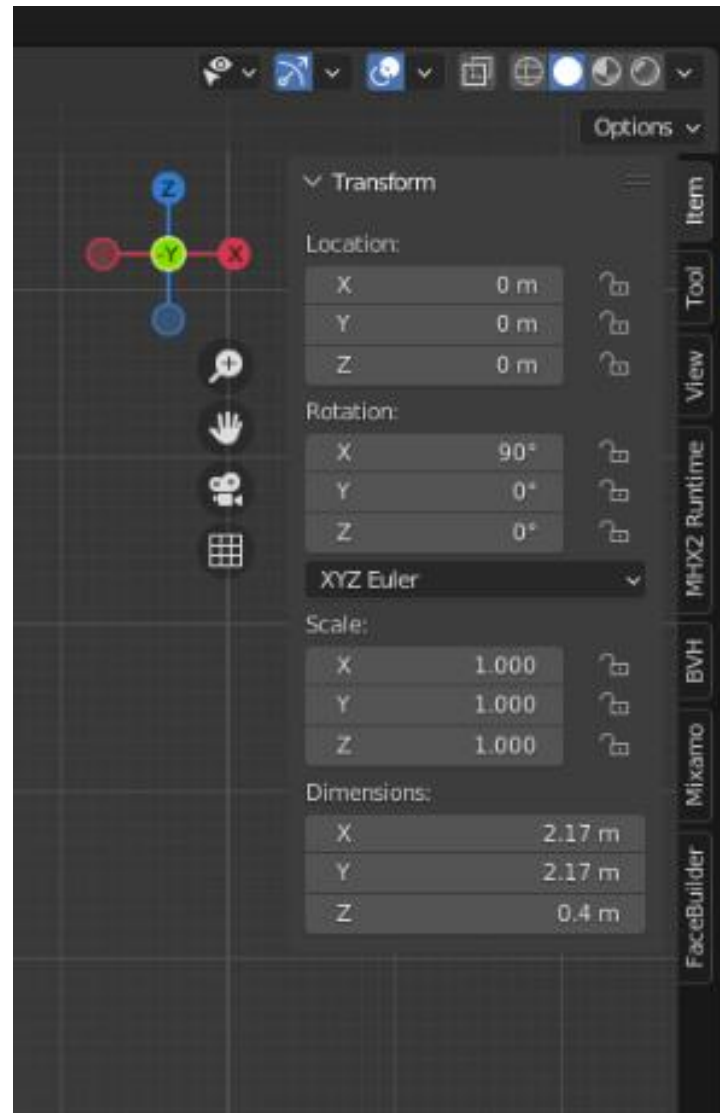 Options
Z
-Y
X
Transform
Location:
X 0 m
Y 0 m
Z 0 m
Rotation:
X 90°
Y 0°
Z 0°
XYZ Euler
Scale:
X 1.000
Y 1.000
Z 1.000
Dimensions:
X 2.17 m
Y 2.17 m
Z 0.4 m
Item
Tool
View
MHX2 Runtime
BVH
Mixamo
FaceBuilder